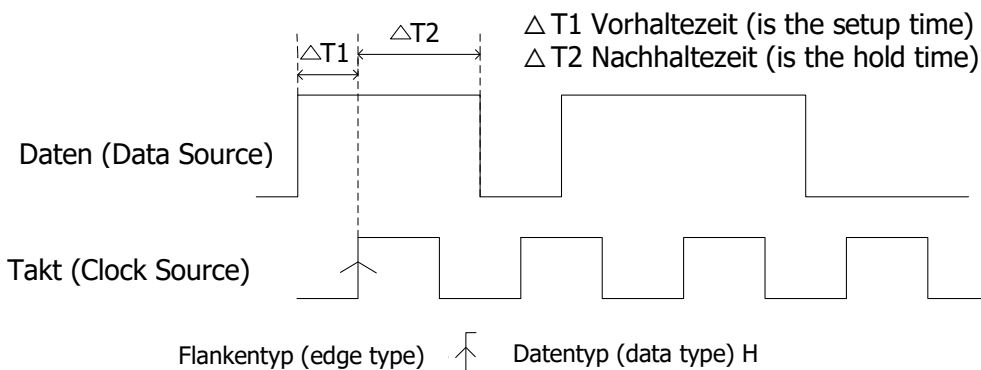 △T1
△T2
△T1 Vorhaltezeit (is the setup time)
△T2 Nachhaltezeit (is the hold time)
Daten (Data Source)
Takt (Clock Source)
Flankentyp (edge type) Datentyp (data type) H